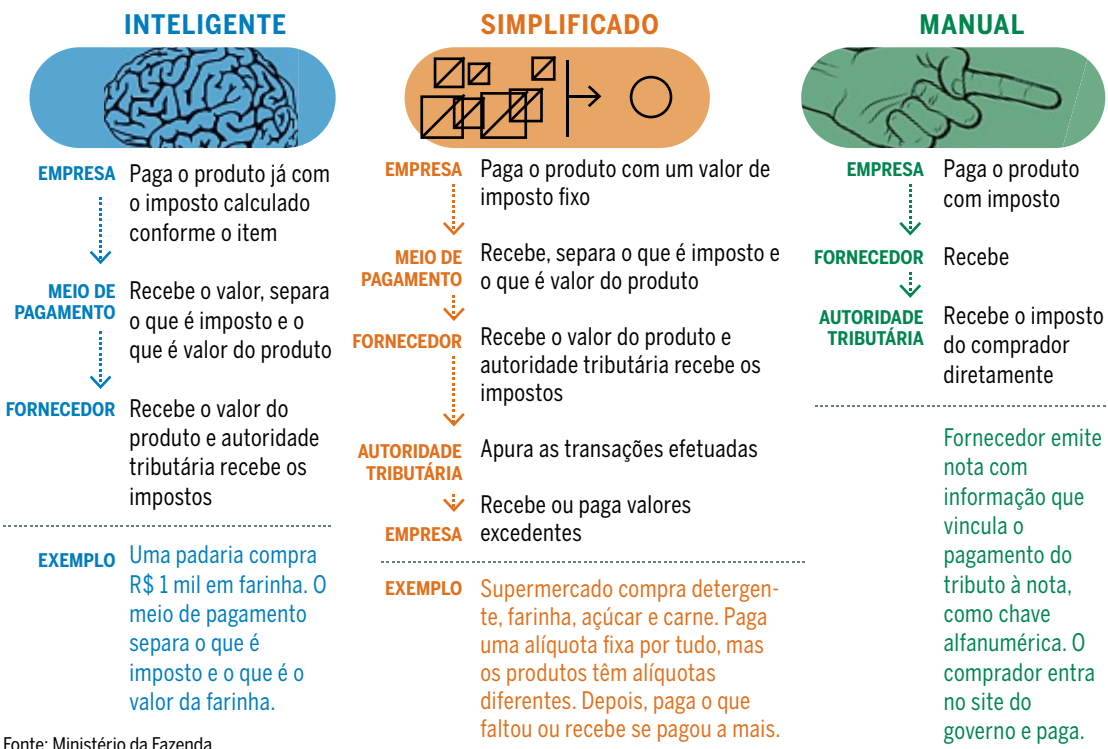 INTELIGENTE
EMPRESA
Paga o produto já com
o imposto calculado
conforme o item
MEIO DE
PAGAMENTO
Recebe o valor, separa
o que é imposto e o
que é valor do produto
FORNECEDOR
Recebe o valor do
produto e autoridade
tributária recebe os
impostos
EXEMPLO
Uma padaria compra
R$ 1 mil em farinha. O
meio de pagamento
separa o que é
imposto e o que é o
valor da farinha.
SIMPLIFICADO
EMPRESA
Paga o produto com um valor de
imposto fixo
MEIO DE
PAGAMENTO
Recebe, separa o que é imposto e
o que é valor do produto
FORNECEDOR
Recebe o valor do produto e
autoridade tributária recebe os
impostos
AUTORIDADE
TRIBUTÁRIA
Apura as transações efetuadas
EMPRESA
Recebe ou paga valores
excedentes
EXEMPLO
Supermercado compra detergen-
te, farinha, açúcar e carne. Paga
uma alíquota fixa por tudo, mas
os produtos têm alíquotas
diferentes. Depois, paga o que
faltou ou recebe se pagou a mais.
MANUAL
EMPRESA
Paga o produto
com imposto
FORNECEDOR
Recebe
AUTORIDADE
TRIBUTÁRIA
Recebe o imposto
do comprador
diretamente
Fornecedor emite
nota com
informação que
vincula o
pagamento do
tributo à nota,
como chave
alfanumérica. O
comprador entra
no site do
governo e paga.
Fonte: Ministério da Fazenda